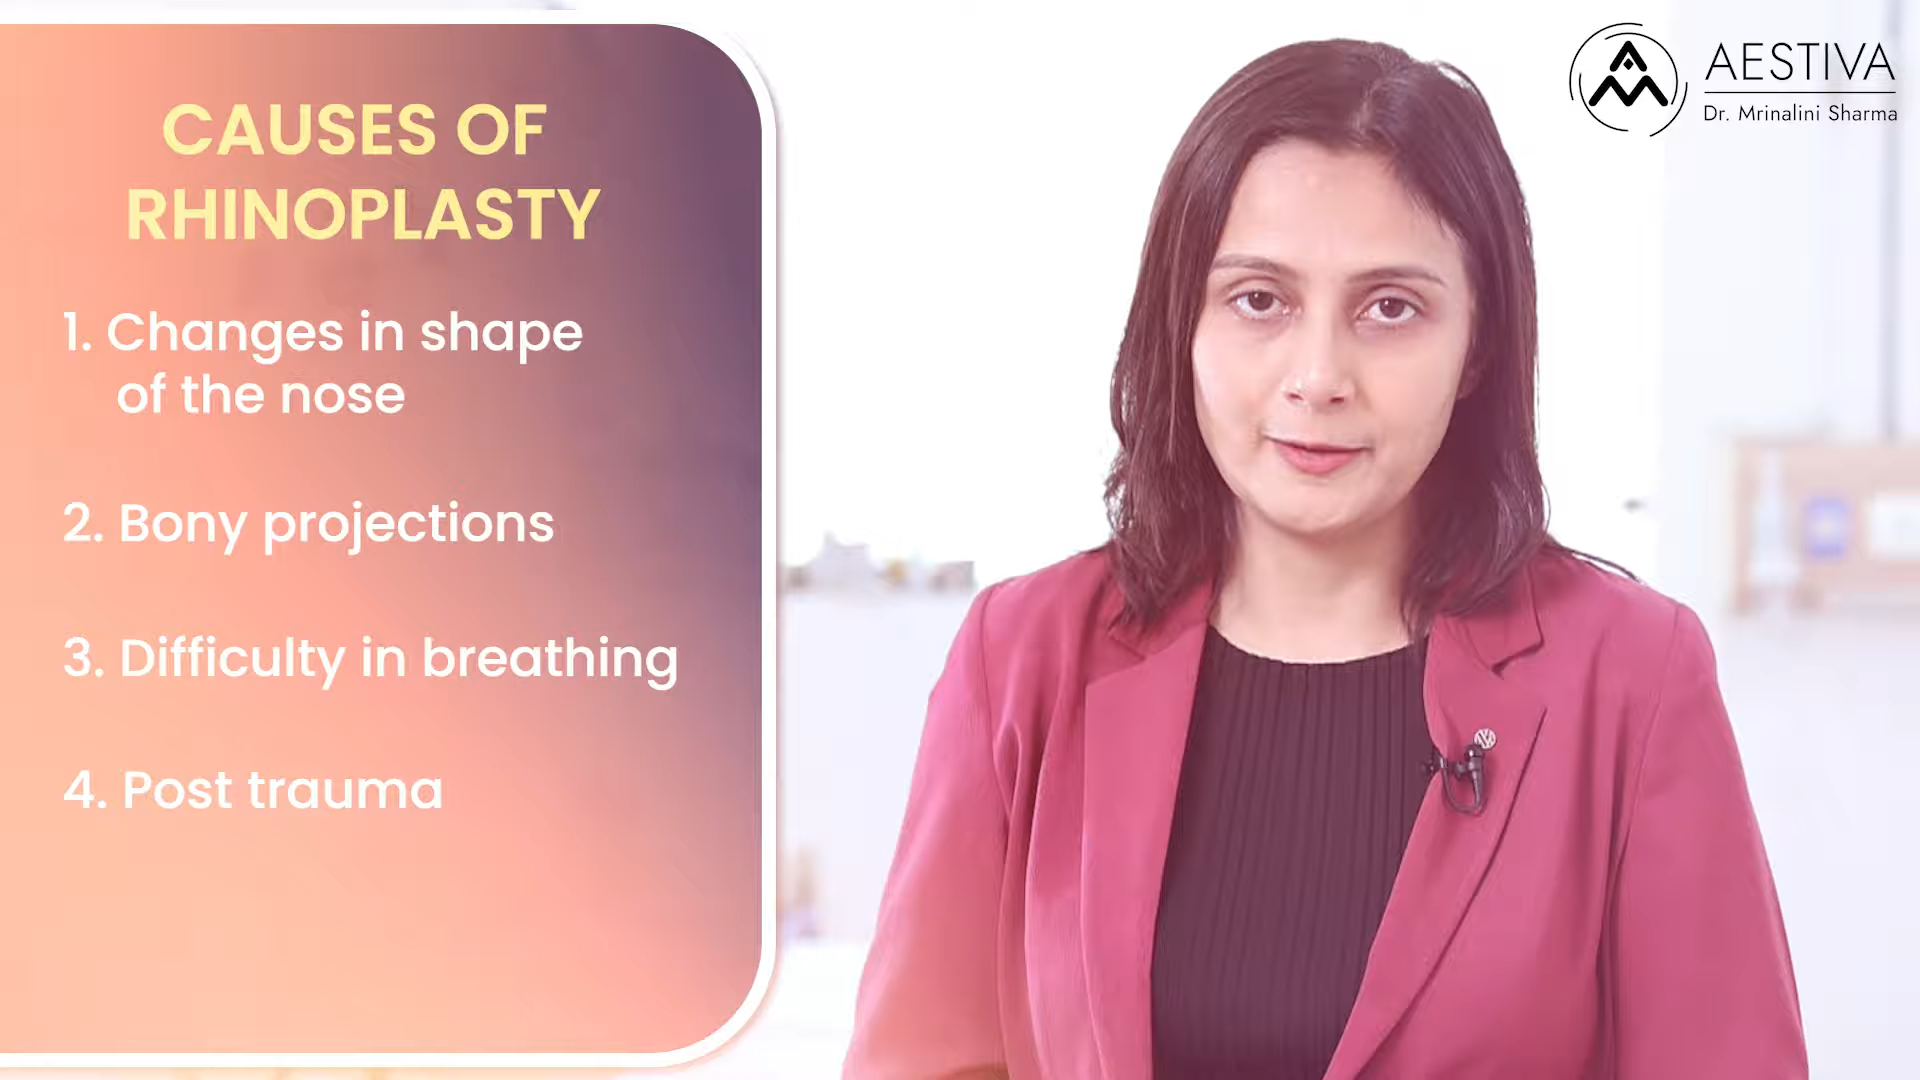 CAUSES OF
RHINOPLASTY
1. Changes in shape
of the nose
2. Bony projections
3. Difficulty in breathing
4. Post trauma
AESTIVA
Dr. Mrinalini Sharma